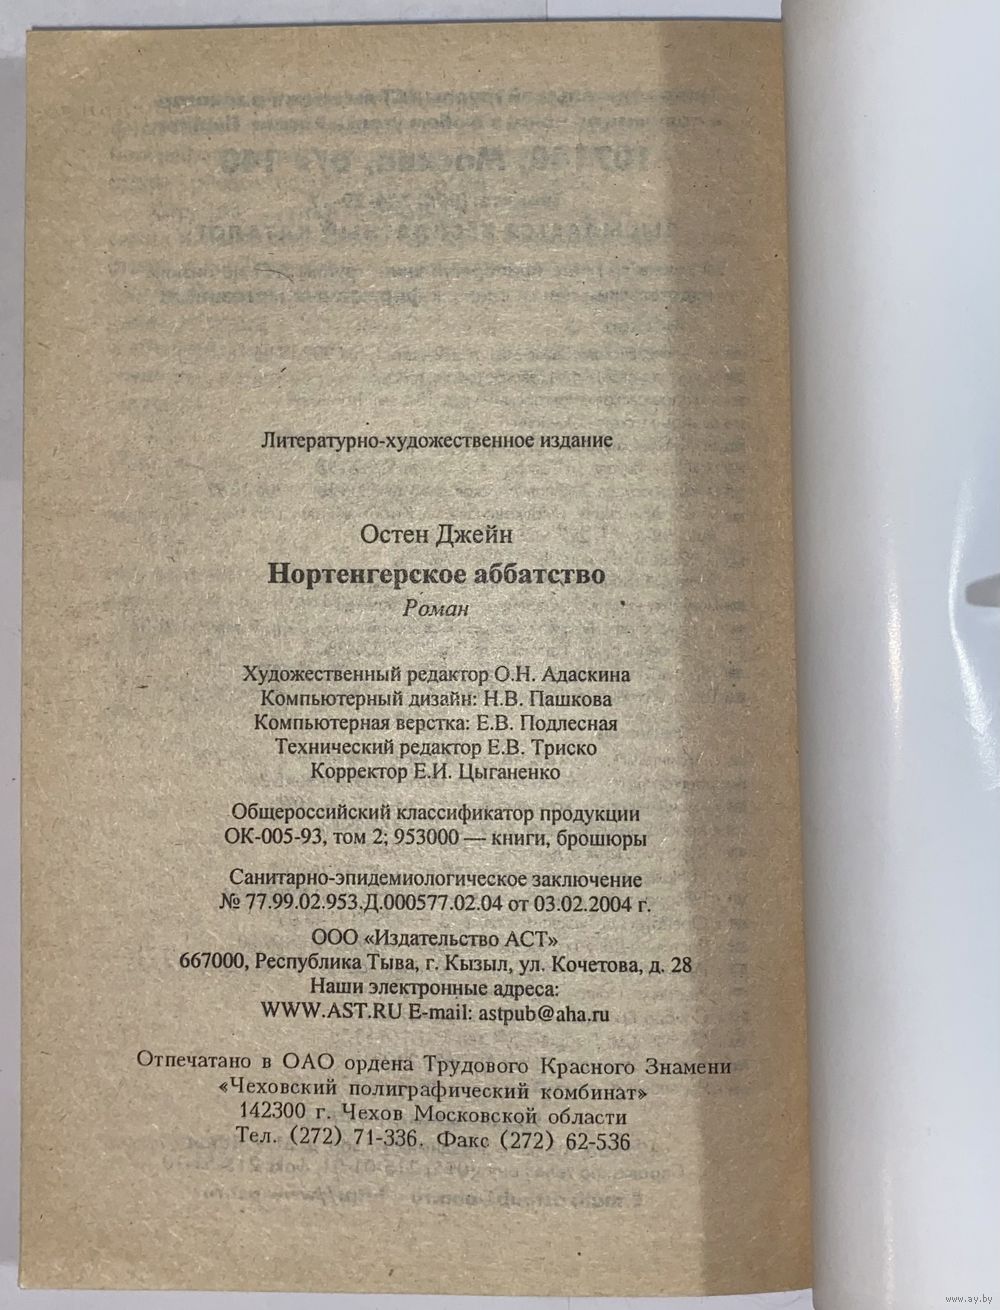 Литературно-художественное издание
Остен Джейн
Нортенгерское аббатство
Роман
Художественный редактор О.Н. Адаскина
Компьютерный дизайн: Н.В. Пашкова
Компьютерная верстка: Е.В. Подлесная
Технический редактор Е.В. Триско
Корректор Е.И. Цыганенко
Общероссийский классификатор продукции
ОК-005-93, том 2; 953000 — книги, брошюры
Санитарно-эпидемиологическое заключение
№ 77.99.02.953.Д.000577.02.04 от 03.02.2004 г.
ООО «Издательство АСТ»
667000, Республика Тыва, г. Кызыл, ул. Кочетова, д. 28
Наши электронные адреса:
WWW.AST.RU E-mail: astpub@aha.ru
Отпечатано в ОАО ордена Трудового Красного Знамени
«Чеховский полиграфический комбинат»
142300 г. Чехов Московской области
Тел. (272) 71-336. Факс (272) 62-536
www.ay.by